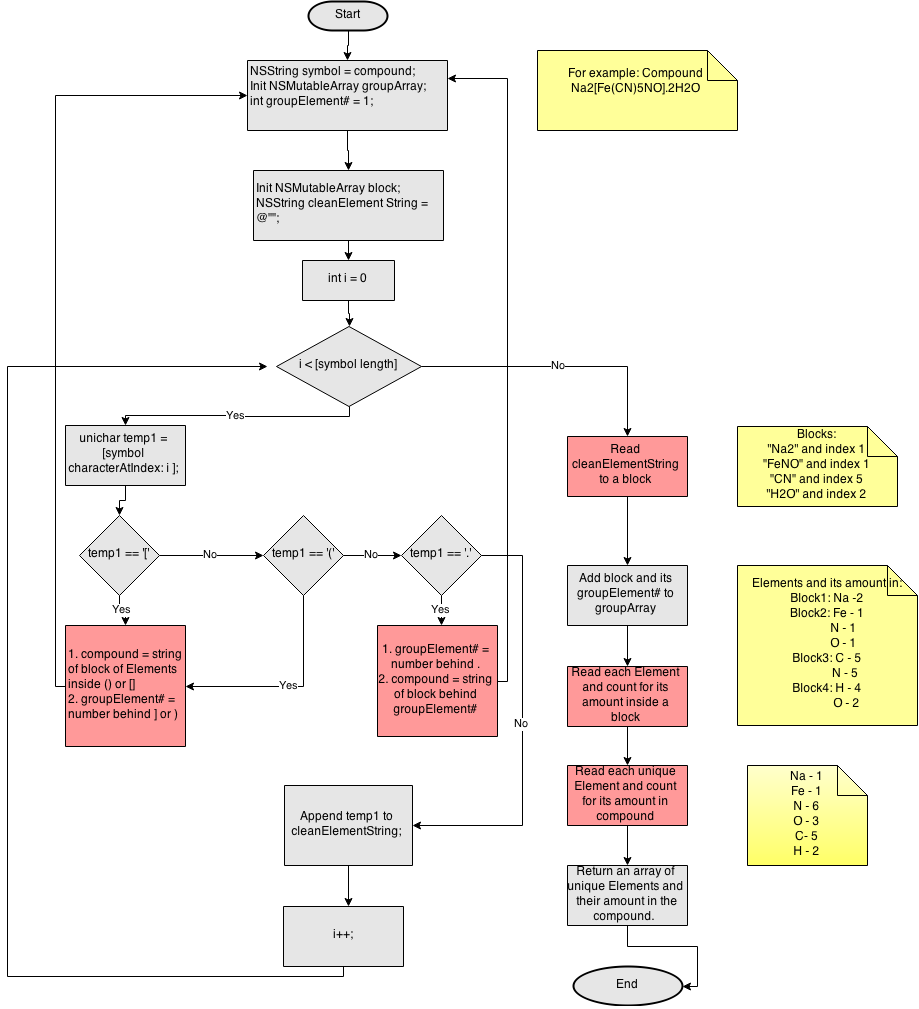 Start
NSString symbol = compound;
Init NSMutableArray groupArray;
int groupElement# = 1;
For example: Compound
Na2[Fe(CN)5NO].2H2O
Init NSMutableArray block;
NSString cleanElement String =
@"";
int i = 0
i < [symbol length]
No
Yes
unichar temp1 =
[symbol
characterAtIndex: i ];
Read
cleanElementString
to a block
Blocks:
"Na2" and index 1
"FeNO" and index 1
"CN" and index 5
"H2O" and index 2
temp1 == '['
No
temp1 == '('
No
temp1 == '.'
Add block and its
groupElement# to
groupArray
Elements and its amount in:
Block1: Na -2
Block2: Fe - 1
N - 1
O - 1
Block3: C - 5
N - 5
Block4: H - 4
O - 2
Yes
Yes
1. compound = string
of block of Elements
inside () or []
2. groupElement# =
number behind ] or )
Yes
1. groupElement# =
number behind .
2. compound = string
of block behind
groupElement#
No
Read each Element
and count for its
amount inside a
block
Read each unique
Element and count
for its amount in
compound
Na - 1
Fe - 1
N - 6
O - 3
C- 5
H - 2
Append temp1 to
cleanElementString;
Return an array of
unique Elements and
their amount in the
compound.
i++;
End